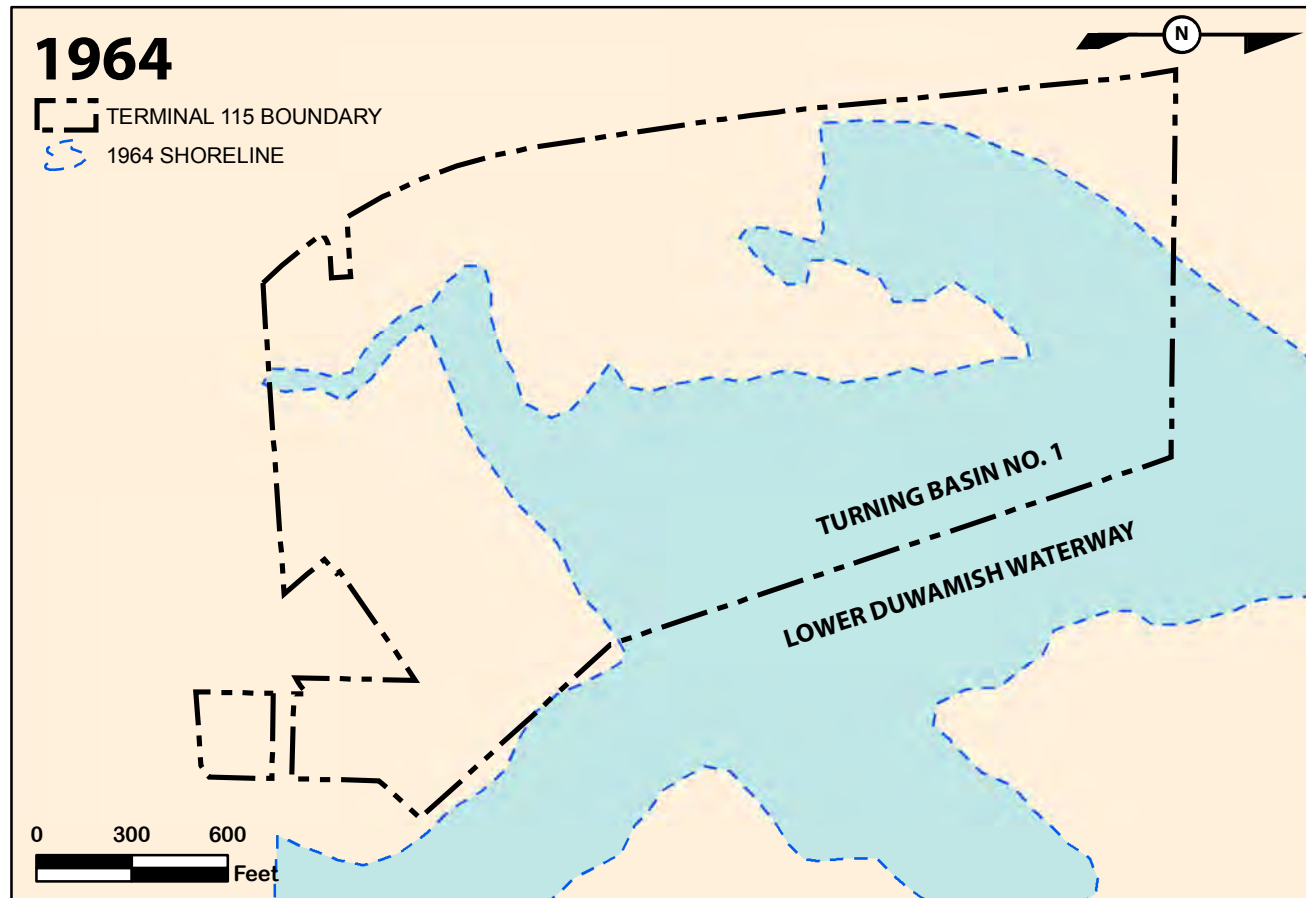 1964
TERMINAL 115 BOUNDARY
1964 SHORELINE
N
TURNING BASIN NO. 1
LOWER DUWAMISH WATERWAY
0 300 600
Feet